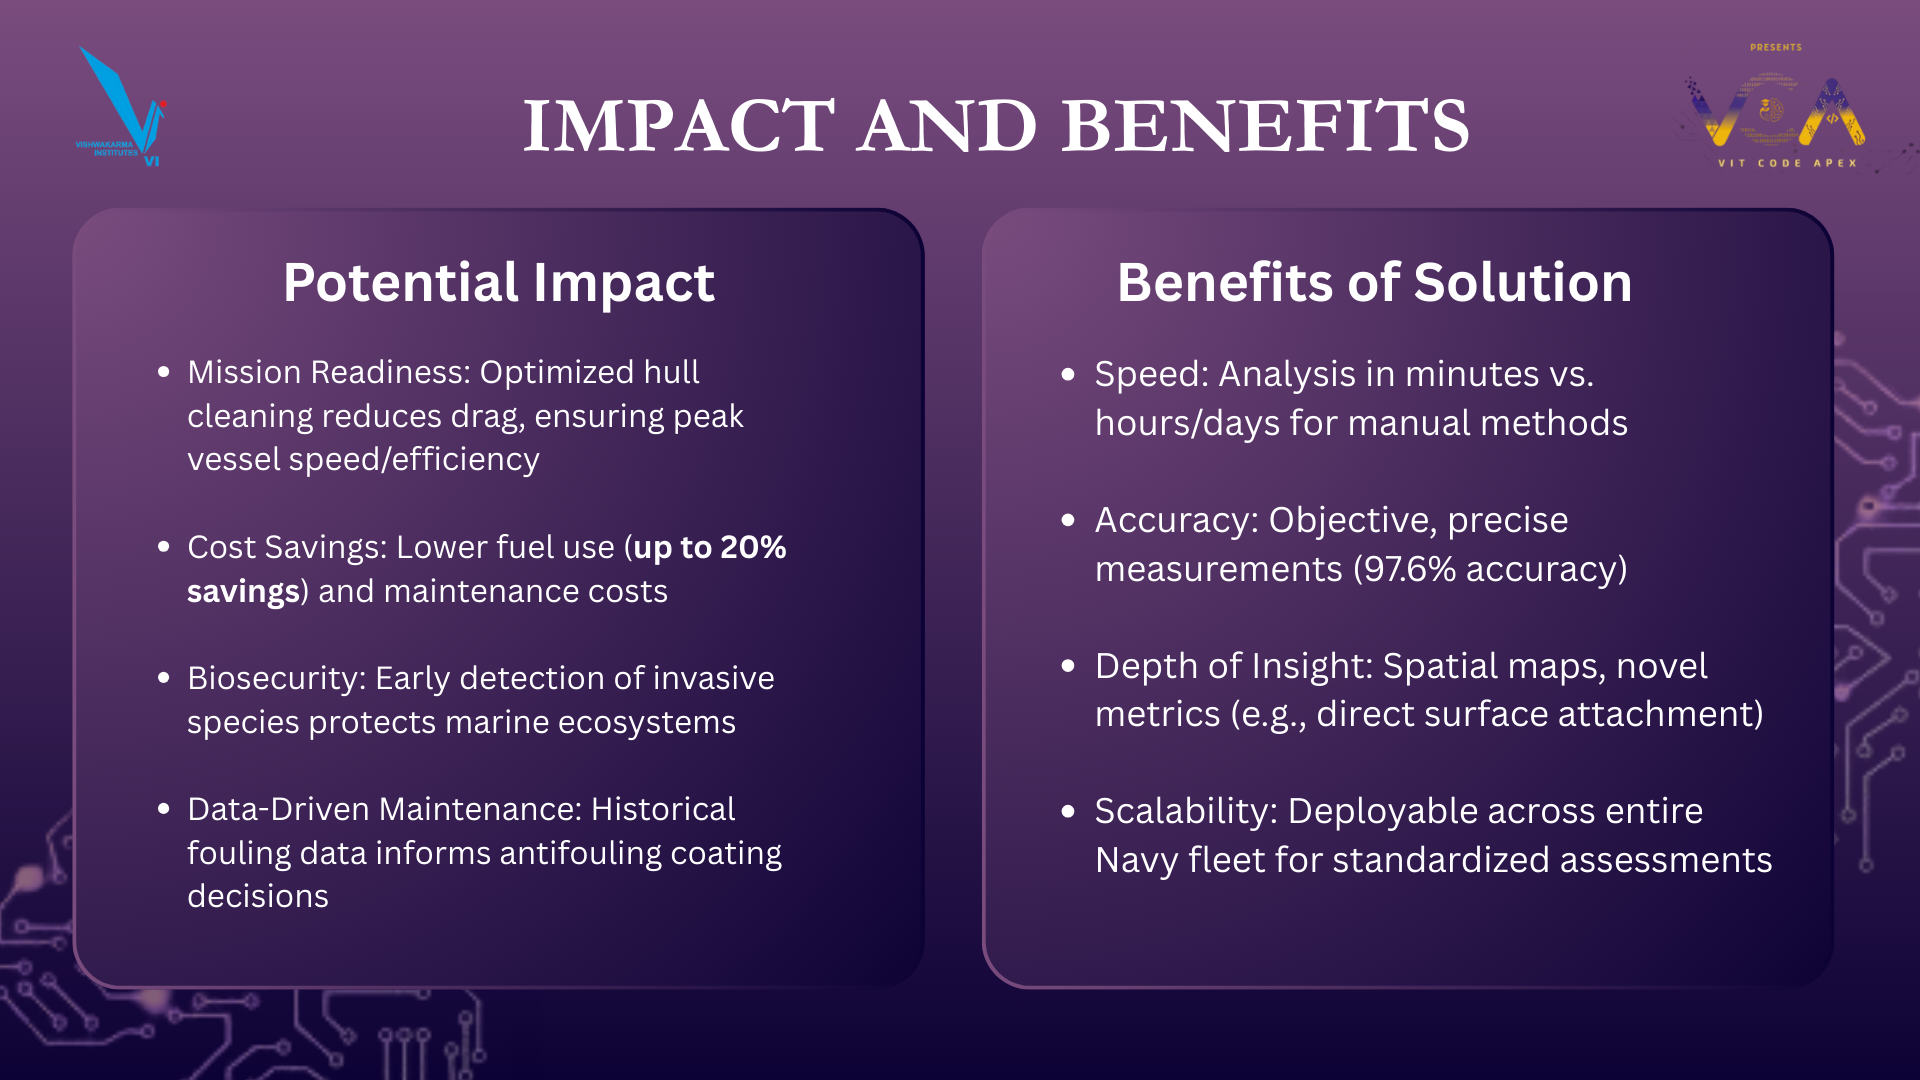 VISHWAKARMA
INSTITUTES
VI
IMPACT AND BENEFITS
PRESENTS
VCA
VIT CODE APEX
Potential Impact
• Mission Readiness: Optimized hull
cleaning reduces drag, ensuring peak
vessel speed/efficiency
• Cost Savings: Lower fuel use (up to 20%
savings) and maintenance costs
• Biosecurity: Early detection of invasive
species protects marine ecosystems
• Data-Driven Maintenance: Historical
fouling data informs antifouling coating
decisions
Benefits of Solution
• Speed: Analysis in minutes vs.
hours/days for manual methods
• Accuracy: Objective, precise
measurements (97.6% accuracy)
• Depth of Insight: Spatial maps, novel
metrics (e.g., direct surface attachment)
• Scalability: Deployable across entire
Navy fleet for standardized assessments